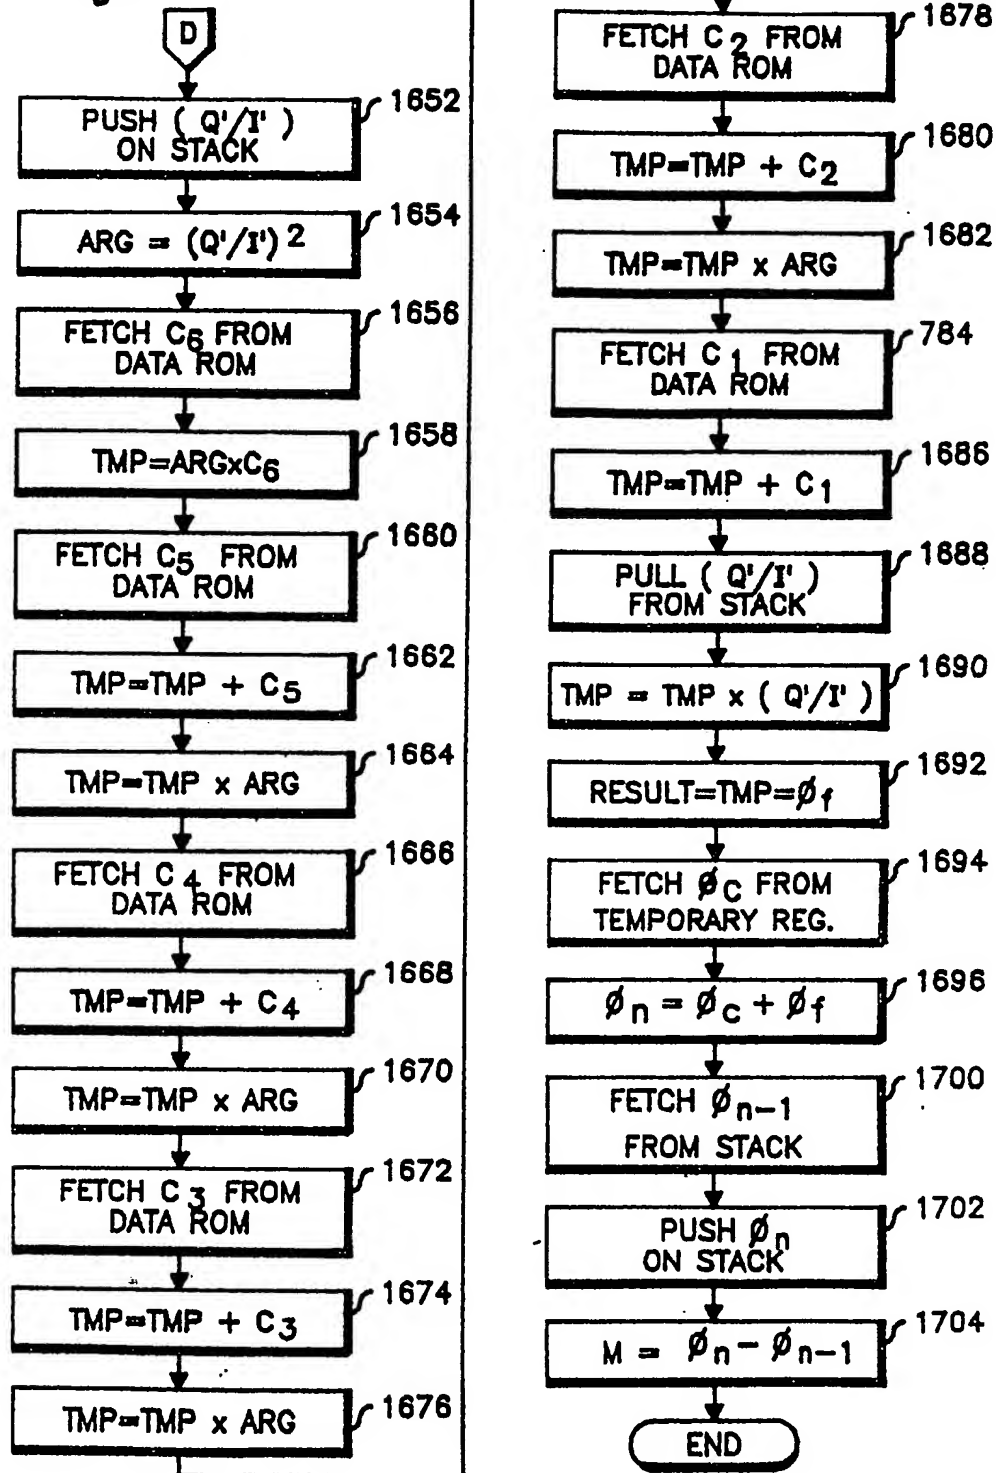 D
PUSH ( Q'/I' )
ON STACK
1652
ARG = (Q'/I')2
1654
FETCH C6 FROM
DATA ROM
1656
TMP=ARGxC6
1658
FETCH C5 FROM
DATA ROM
1680
TMP=TMP + C5
1662
TMP=TMP x ARG
1664
FETCH C4 FROM
DATA ROM
1666
TMP=TMP + C4
1668
TMP=TMP x ARG
1670
FETCH C3 FROM
DATA ROM
1672
TMP=TMP + C3
1674
TMP=TMP x ARG
1676
FETCH C2 FROM
DATA ROM
1678
TMP=TMP + C2
1680
TMP=TMP x ARG
1682
FETCH C1 FROM
DATA ROM
784
TMP=TMP + C1
1686
PULL ( Q'/I' )
FROM STACK
1688
TMP = TMP x ( Q'/I' )
1690
RESULT=TMP=Øf
1692
FETCH ØC FROM
TEMPORARY REG.
1694
Øn = Øc + Øf
1696
FETCH Øn-1
FROM STACK
1700
PUSH Øn
ON STACK
1702
M = Øn - Øn-1
1704
END